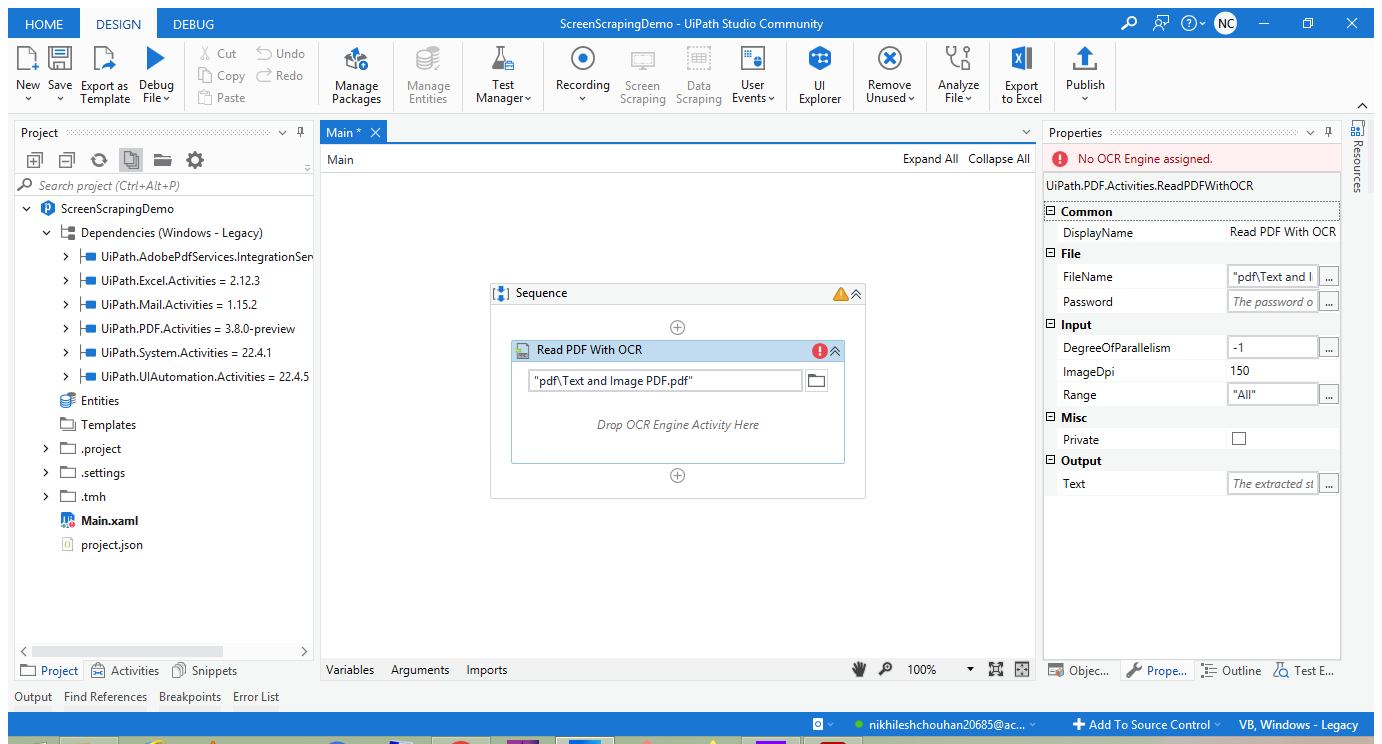 HOME DESIGN DEBUG ScreenScrapingDemo - UiPath Studio Community NC
New Save Export as Template Debug File Cut Copy Paste Undo Redo Manage Packages Manage Entities Test Manager Recording Screen Scraping Data Scraping User Events UI Explorer Remove Unused Analyze File Export to Excel Publish
Project
Search project (Ctrl+Alt+P)
ScreenScrapingDemo
Dependencies (Windows - Legacy)
UiPath.AdobePdfServices.IntegrationSer
UiPath.Excel.Activities = 2.12.3
UiPath.Mail.Activities = 1.15.2
UiPath.PDF.Activities = 3.8.0-preview
UiPath.System.Activities = 22.4.1
UiPath.UIAutomation.Activities = 22.4.5
Entities
Templates
.project
.settings
.tmh
Main.xaml
project.json
Project Activities Snippets
Main *
Main Expand All Collapse All
Sequence
Read PDF With OCR
"pdf\Text and Image PDF.pdf"
Drop OCR Engine Activity Here
Variables Arguments Imports 100%
Properties
No OCR Engine assigned.
UiPath.PDF.Activities.ReadPDFWithOCR
Common
DisplayName Read PDF With OCR
File
FileName "pdf\Text and I ...
Password The password o ...
Input
DegreeOfParallelism -1 ...
ImageDpi 150
Range "All" ...
Misc
Private
Output
Text The extracted st ...
Objec... Prope... Outline Test E...
Resources
Output Find References Breakpoints Error List
nikhileshchouhan20685@ac... Add To Source Control VB, Windows - Legacy